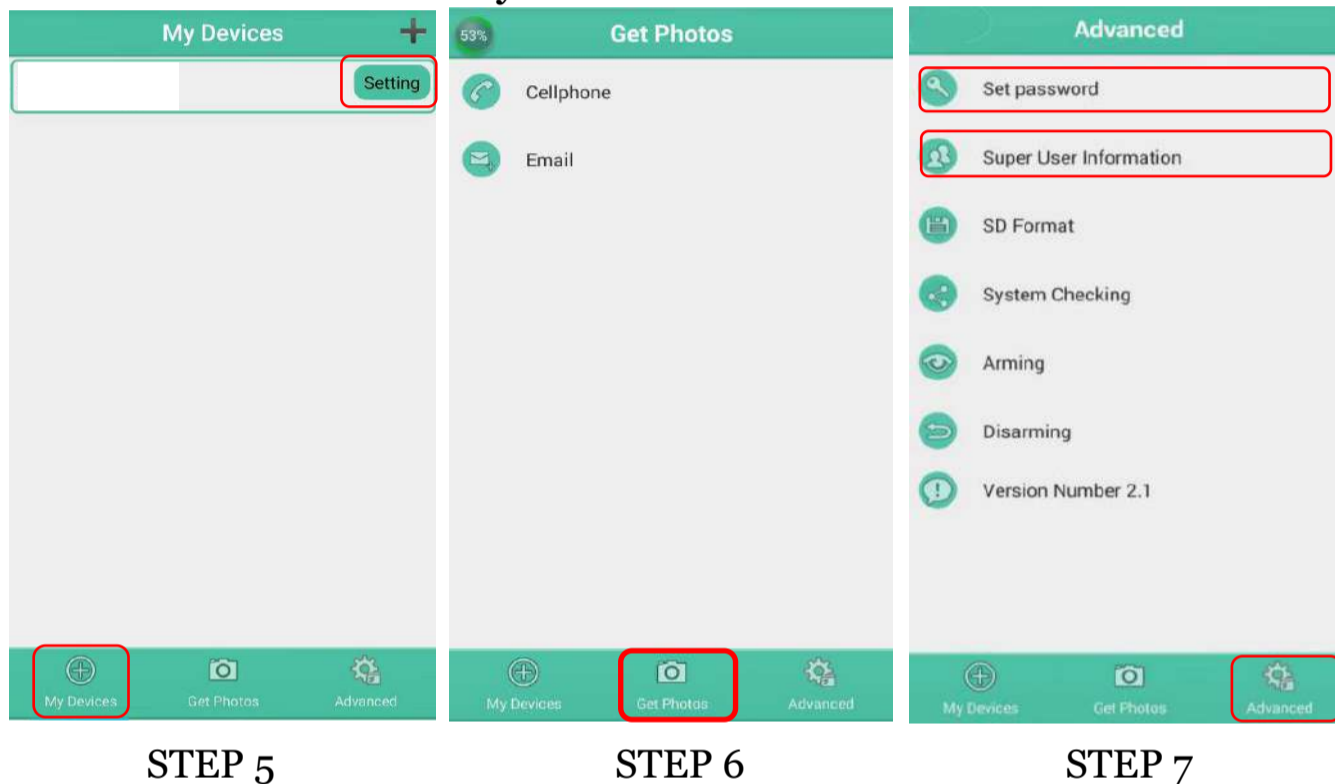 My Devices
Setting
My Devices
Get Photos
Advanced
STEP 5
53%
Get Photos
Cellphone
Email
My Devices
Get Photos
Advanced
STEP 6
Advanced
Set password
Super User Information
SD Format
System Checking
Arming
Disarming
Version Number 2.1
My Devices
Get Photos
Advanced
STEP 7